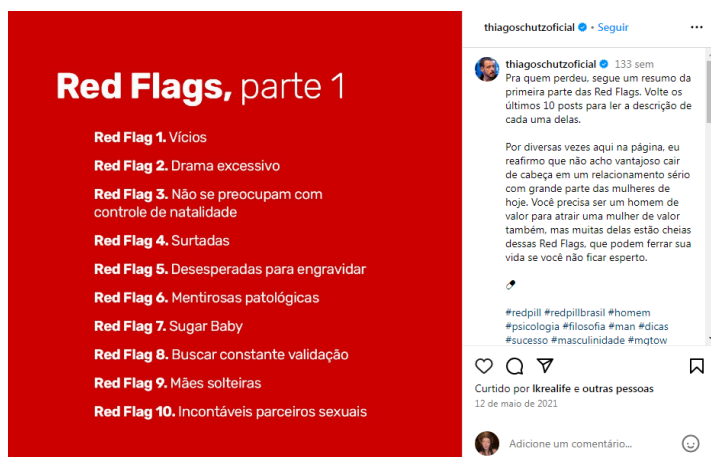 Red Flags, parte 1
Red Flag 1. Vícios
Red Flag 2. Drama excessivo
Red Flag 3. Não se preocupam com
controle de natalidade
Red Flag 4. Surtadas
Red Flag 5. Desesperadas para engravidar
Red Flag 6. Mentirosas patológicas
Red Flag 7. Sugar Baby
Red Flag 8. Buscar constante validação
Red Flag 9. Mães solteiras
Red Flag 10. Incontáveis parceiros sexuais
thiagoschutzoficial • Seguir
thiagoschutzoficial 133 sem
Pra quem perdeu, segue um resumo da
primeira parte das Red Flags. Volte os
últimos 10 posts para ler a descrição de
cada uma delas.
Por diversas vezes aqui na página, eu
reafirmo que não acho vantajoso cair
de cabeça em um relacionamento sério
com grande parte das mulheres de
hoje. Você precisa ser um homem de
valor para atrair uma mulher de valor
também, mas muitas delas estão cheias
dessas Red Flags, que podem ferrar sua
vida se você não ficar esperto.
#redpill #redpillbrasil #homem
#psicologia #filosofia #man #dicas
#sucesso #masculinidade #mgtow
Curtido por lkrealife e outras pessoas
12 de maio de 2021
Adicione um comentário...